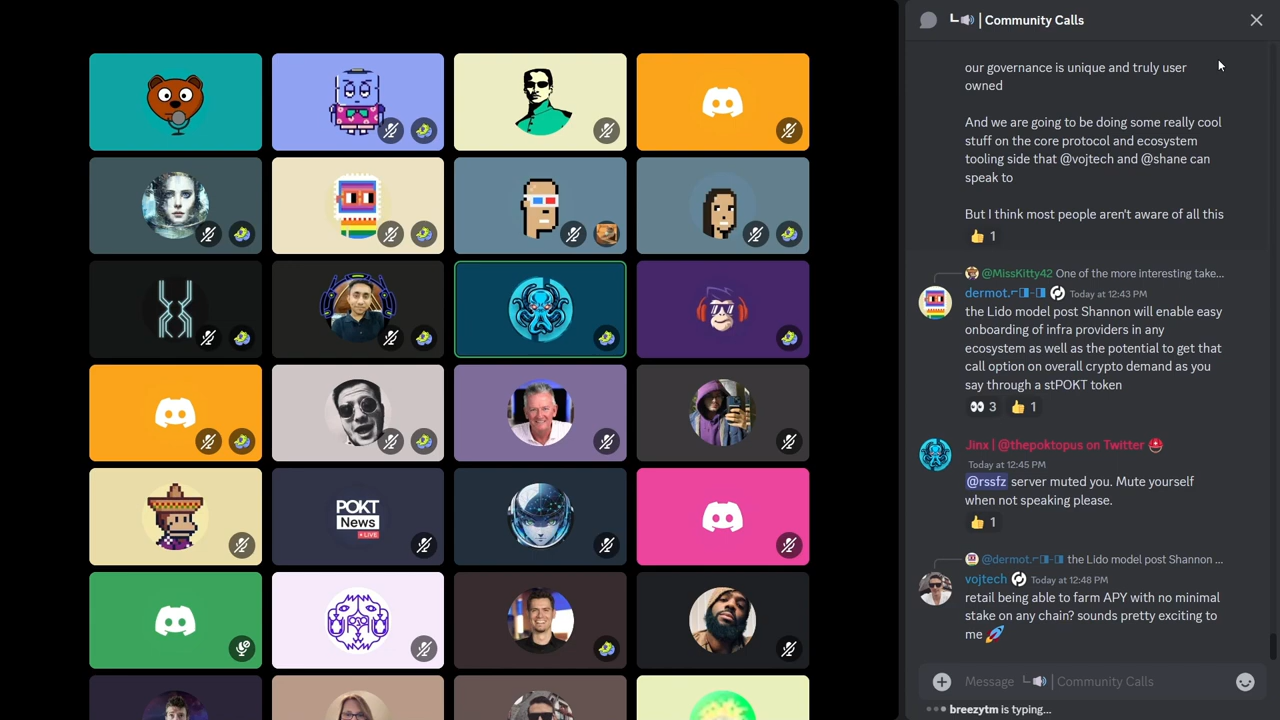 ┗🔊 | Community Calls
our governance is unique and truly user
owned
And we are going to be doing some really cool
stuff on the core protocol and ecosystem
tooling side that @vojtech and @shane can
speak to
But I think most people aren't aware of all this
👍 1
@MissKitty42 One of the more interesting take...
dermot.⌐◨-◨ Today at 12:43 PM
the Lido model post Shannon will enable easy
onboarding of infra providers in any
ecosystem as well as the potential to get that
call option on overall crypto demand as you
say through a stPOKT token
👀 3 👍 1
Jinx | @thepoktopus on Twitter
Today at 12:45 PM
@rssfz server muted you. Mute yourself
when not speaking please.
👍 1
@dermot.⌐◨-◨ the Lido model post Shannon ...
vojtech Today at 12:48 PM
retail being able to farm APY with no minimal
stake on any chain? sounds pretty exciting to
me 🚀
Message ┗🔊 | Community Calls
breezytm is typing...
POKT
News
LIVE